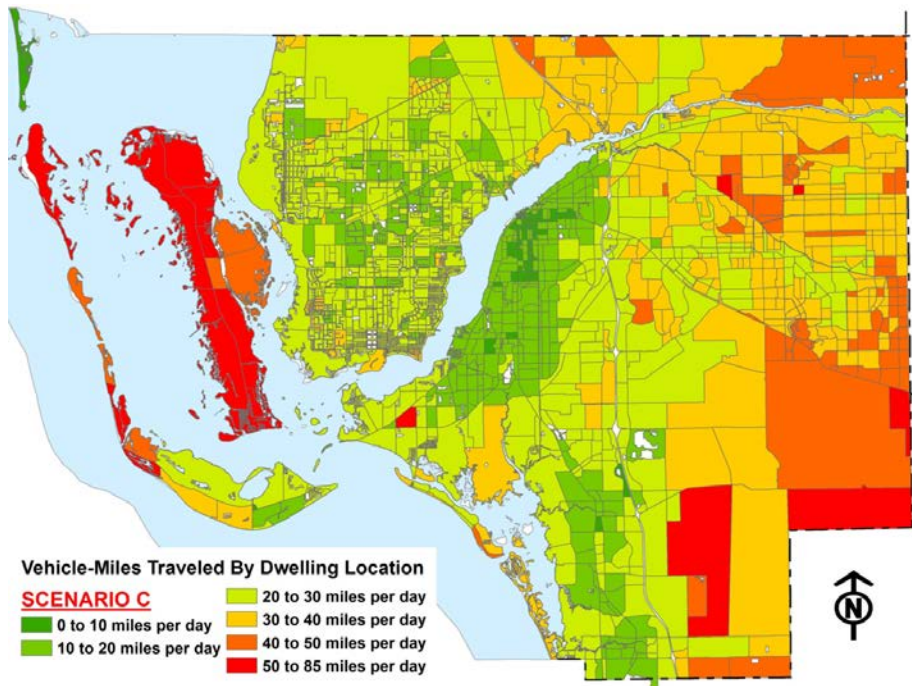 Vehicle-Miles Traveled By Dwelling Location
SCENARIO C
0 to 10 miles per day
10 to 20 miles per day
20 to 30 miles per day
30 to 40 miles per day
40 to 50 miles per day
50 to 85 miles per day
N